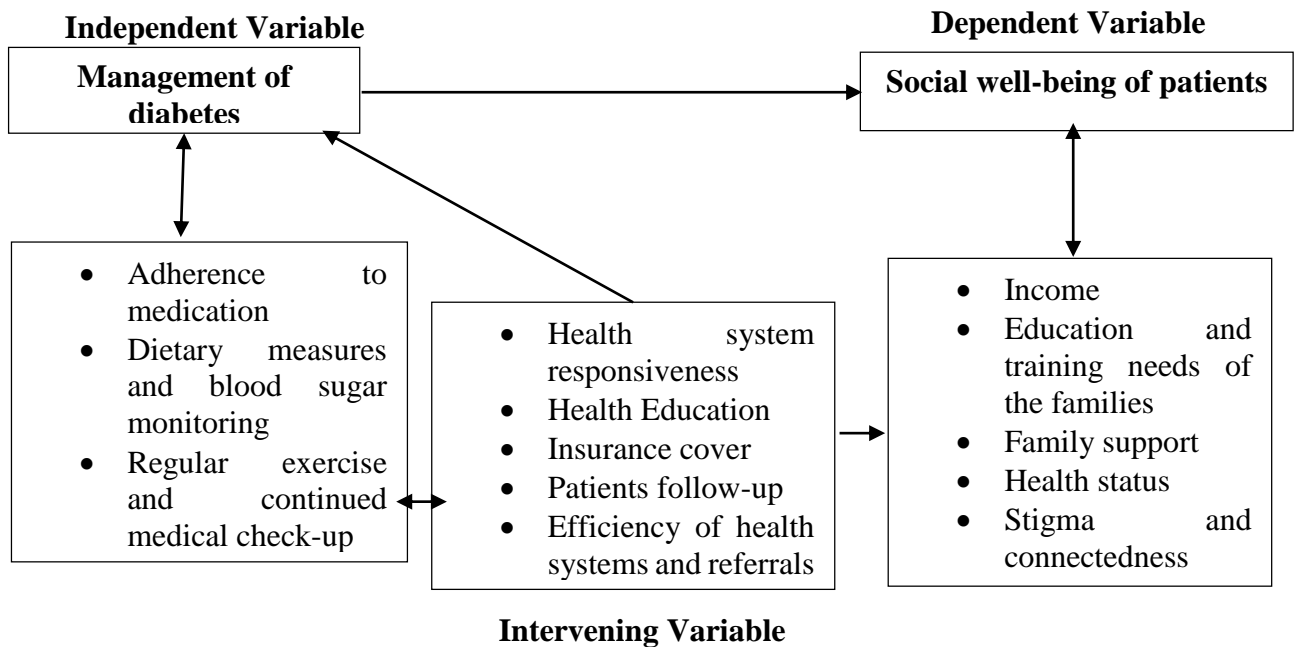 Independent Variable
Management of
diabetes
Dependent Variable
Social well-being of patients
• Adherence to
medication
• Dietary measures
and blood sugar
monitoring
• Regular exercise
and continued
medical check-up
• Health system
responsiveness
• Health Education
• Insurance cover
• Patients follow-up
• Efficiency of health
systems and referrals
• Income
• Education and
training needs of
the families
• Family support
• Health status
• Stigma and
connectedness
Intervening Variable